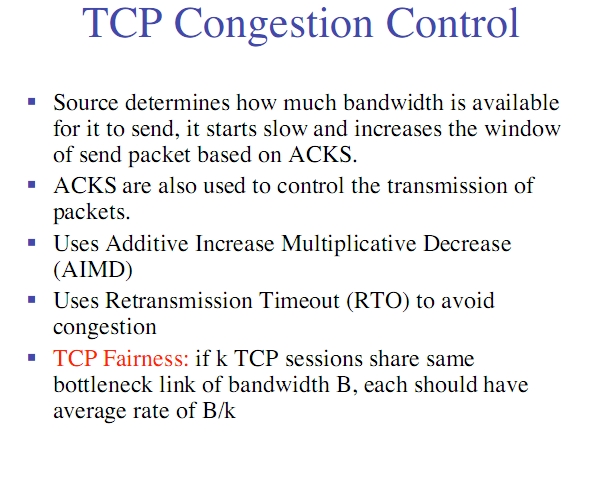 TCP Congestion Control
▪ Source determines how much bandwidth is available
for it to send, it starts slow and increases the window
of send packet based on ACKS.
▪ ACKS are also used to control the transmission of
packets.
▪ Uses Additive Increase Multiplicative Decrease
(AIMD)
▪ Uses Retransmission Timeout (RTO) to avoid
congestion
▪ TCP Fairness: if k TCP sessions share same
bottleneck link of bandwidth B, each should have
average rate of B/k